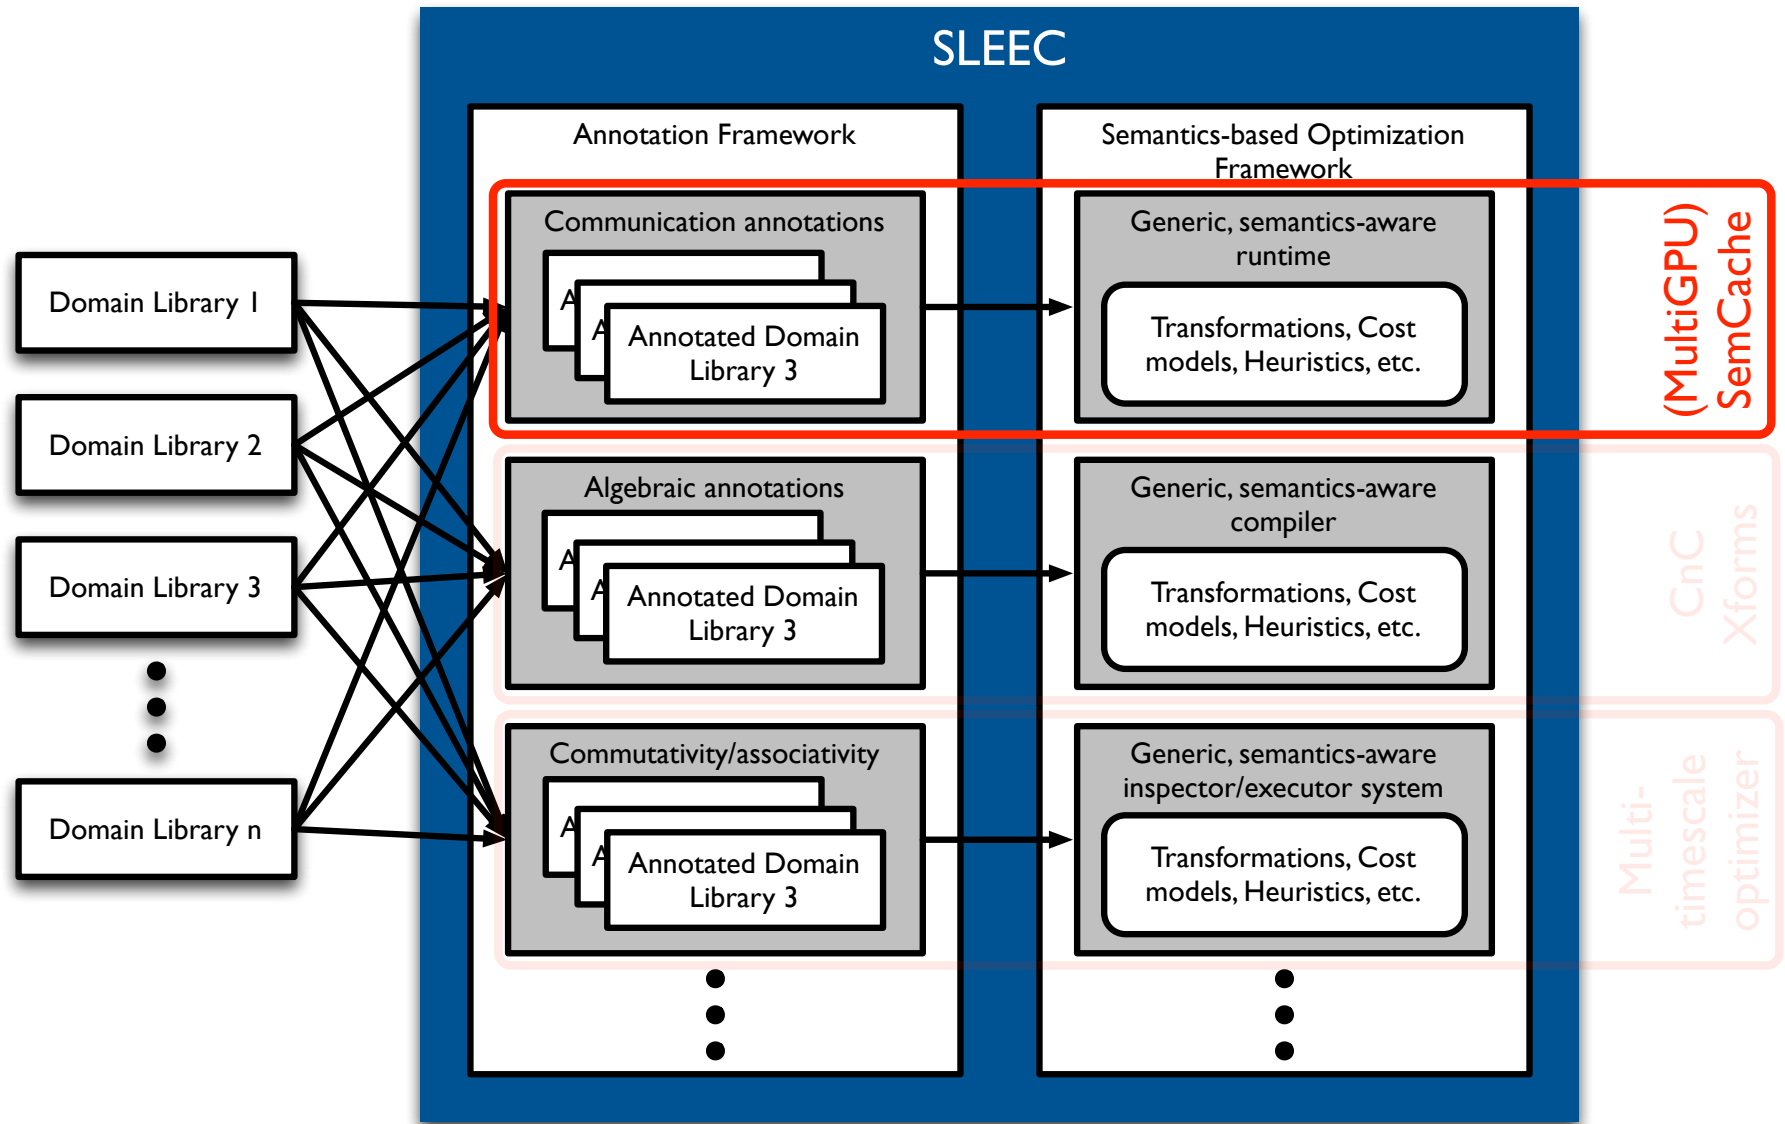 SLEEC
Annotation Framework
Semantics-based Optimization
Framework
Domain Library 1
Domain Library 2
Domain Library 3
Domain Library n
Communication annotations
A
A
Annotated Domain
Library 3
Generic, semantics-aware
runtime
Transformations, Cost
models, Heuristics, etc.
(MultiGPU)
SemCache
Algebraic annotations
A
A
Annotated Domain
Library 3
Generic, semantics-aware
compiler
Transformations, Cost
models, Heuristics, etc.
CnC
Xforms
Commutativity/associativity
A
A
Annotated Domain
Library 3
Generic, semantics-aware
inspector/executor system
Transformations, Cost
models, Heuristics, etc.
Multi-
timescale
optimizer